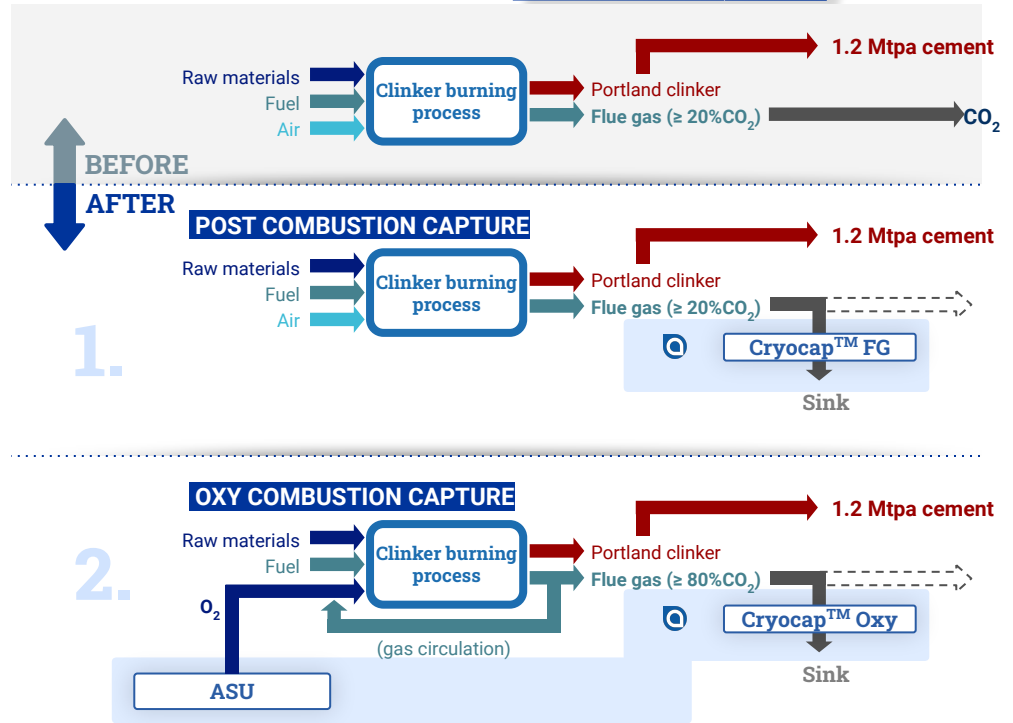 1.2 Mtpa cement
Raw materials
Clinker burning
process
Fuel
Portland clinker
Air
Flue gas (≥ 20%CO₂)
CO₂
BEFORE
AFTER
POST COMBUSTION CAPTURE
1.2 Mtpa cement
Raw materials
Clinker burning
process
Fuel
Portland clinker
Air
Flue gas (≥ 20%CO₂)
1.
Cryocap™ FG
Sink
OXY COMBUSTION CAPTURE
1.2 Mtpa cement
Raw materials
Clinker burning
process
Fuel
Portland clinker
2.
Flue gas (≥ 80%CO₂)
O₂
Cryocap™ Oxy
(gas circulation)
Sink
ASU